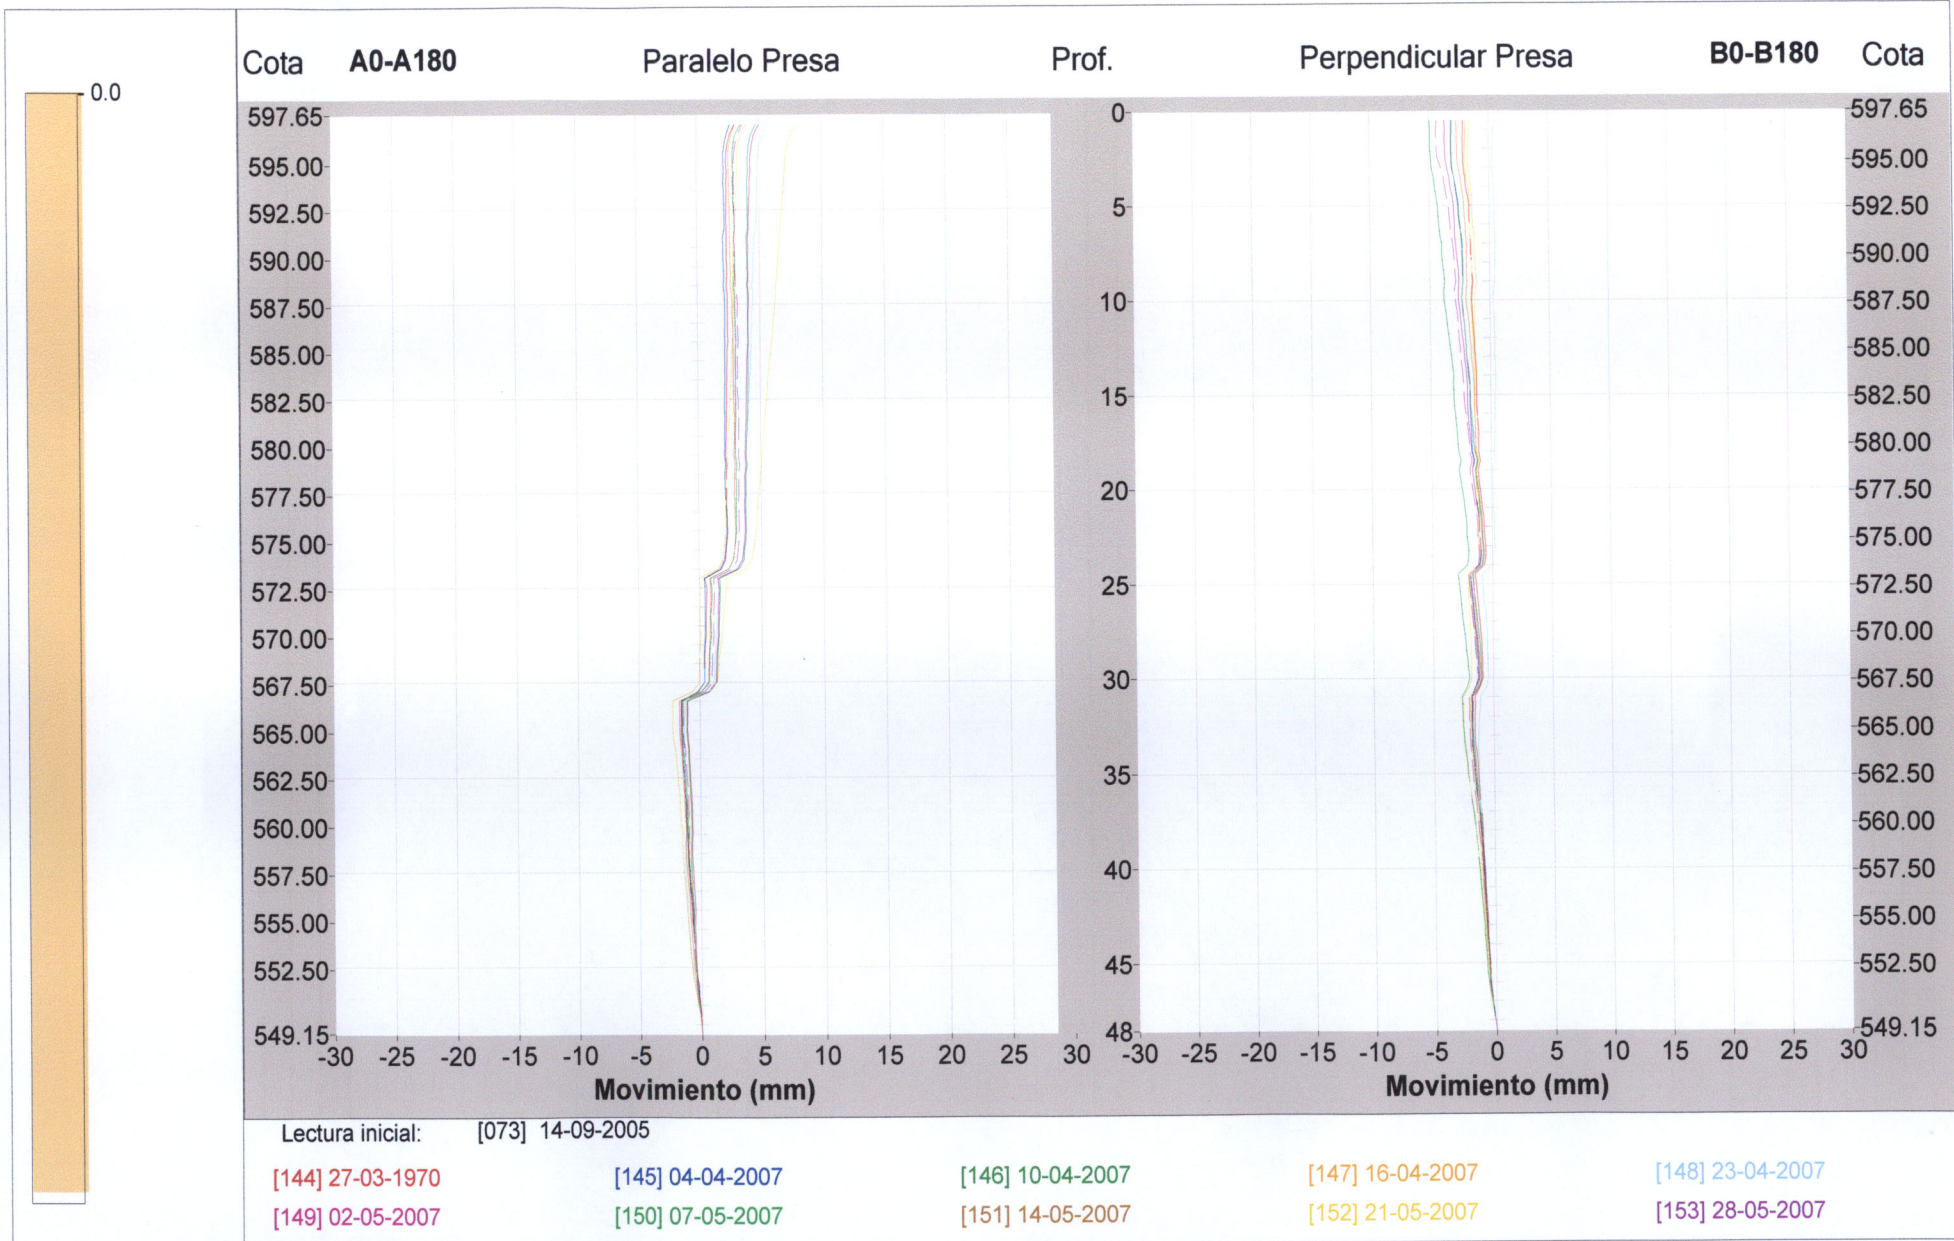 Cota A0-A180 Paralelo Presa Prof. Perpendicular Presa B0-B180 Cota
0.0
597.65 0 597.65
595.00 595.00
592.50 5 592.50
590.00 590.00
587.50 10 587.50
585.00 585.00
582.50 15 582.50
580.00 580.00
577.50 20 577.50
575.00 575.00
572.50 25 572.50
570.00 570.00
567.50 30 567.50
565.00 565.00
562.50 35 562.50
560.00 560.00
557.50 40 557.50
555.00 555.00
552.50 45 552.50
549.15 48 549.15
-30 -25 -20 -15 -10 -5 0 5 10 15 20 25 30 -30 -25 -20 -15 -10 -5 0 5 10 15 20 25 30
Movimiento (mm) Movimiento (mm)
Lectura inicial: [073] 14-09-2005
[144] 27-03-1970 [145] 04-04-2007 [146] 10-04-2007 [147] 16-04-2007 [148] 23-04-2007
[149] 02-05-2007 [150] 07-05-2007 [151] 14-05-2007 [152] 21-05-2007 [153] 28-05-2007